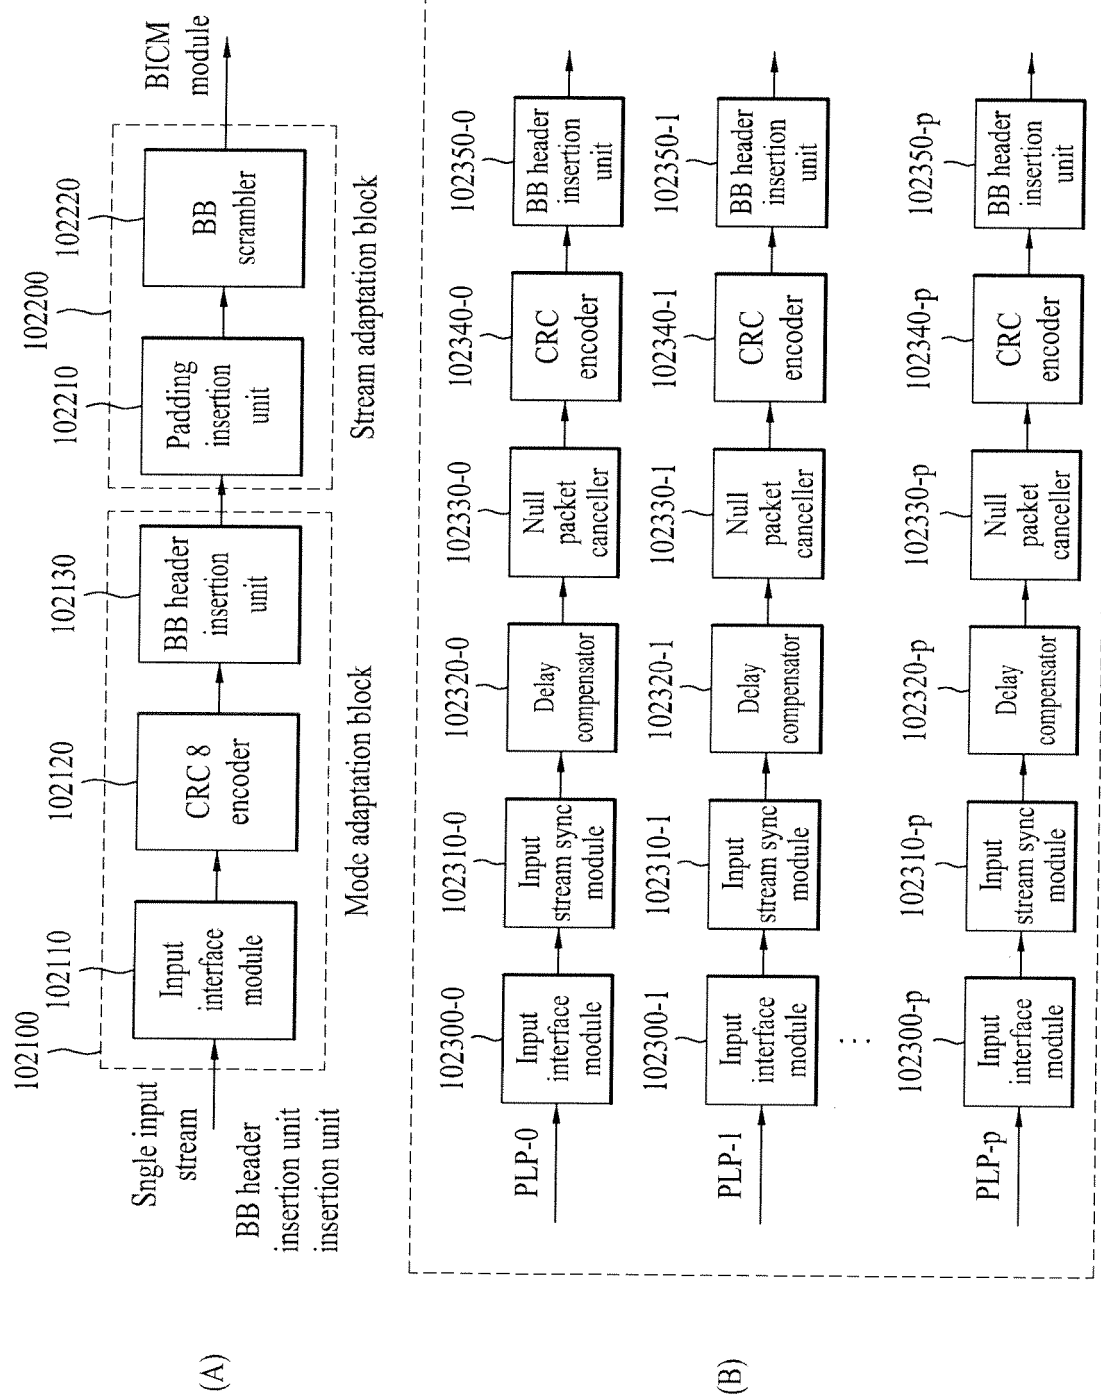 (A)
102100
102110
102120
102130
102200
102210
102220
Sngle input
stream
Input
interface
module
CRC 8
encoder
BB header
insertion
unit
Padding
insertion
unit
BB
scrambler
BICM
module
BB header
insertion unit
insertion unit
Mode adaptation block
Stream adaptation block
(B)
102300-0
102310-0
102320-0
102330-0
102340-0
102350-0
PLP-0
Input
interface
module
Input
stream sync
module
Delay
compensator
Null
packet
canceller
CRC
encoder
BB header
insertion
unit
102300-1
102310-1
102320-1
102330-1
102340-1
102350-1
PLP-1
Input
interface
module
Input
stream sync
module
Delay
compensator
Null
packet
canceller
CRC
encoder
BB header
insertion
unit
...
102300-p
102310-p
102320-p
102330-p
102340-p
102350-p
PLP-p
Input
interface
module
Input
stream sync
module
Delay
compensator
Null
packet
canceller
CRC
encoder
BB header
insertion
unit